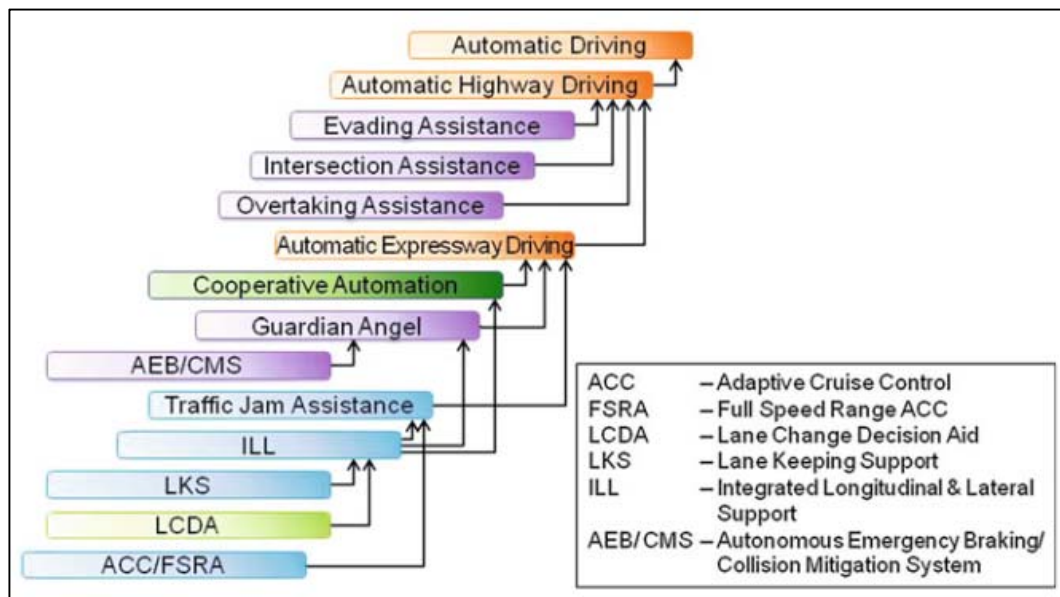 Automatic Driving
Automatic Highway Driving
Evading Assistance
Intersection Assistance
Overtaking Assistance
Automatic Expressway Driving
Cooperative Automation
Guardian Angel
AEB/CMS
Traffic Jam Assistance
ILL
LKS
LCDA
ACC/FSRA
ACC – Adaptive Cruise Control
FSRA – Full Speed Range ACC
LCDA – Lane Change Decision Aid
LKS – Lane Keeping Support
ILL – Integrated Longitudinal & Lateral
Support
AEB/CMS – Autonomous Emergency Braking/
Collision Mitigation System